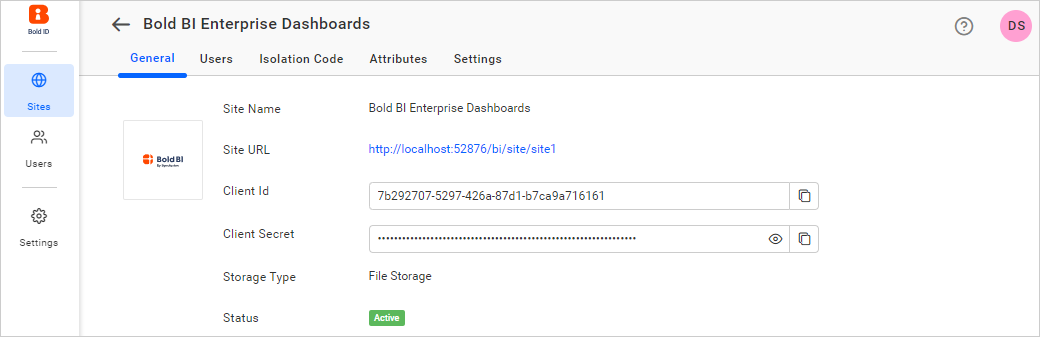 Bold ID
Bold BI Enterprise Dashboards
DS
General Users Isolation Code Attributes Settings
Sites
Users
Settings
Bold BI
Site Name Bold BI Enterprise Dashboards
Site URL http://localhost:52876/bi/site/site1
Client Id 7b292707-5297-426a-87d1-b7ca9a716161
Client Secret
Storage Type File Storage
Status Active